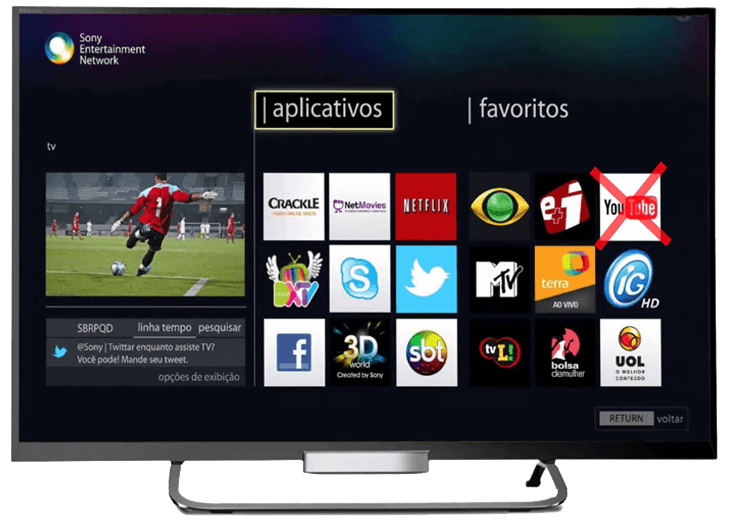 Sony
Entertainment
Network
| aplicativos
| favoritos
tv
CRACKLE
NetMovies
NETFLIX
e+i
YouTube
XTV
S
MTV
terra
AO VIVO
iG
HD
f
3D
world
Created by Sony
sbt
tv L!
bolsa
demulher
UOL
O MELHOR
CONTEÚDO
SBRPQD linha tempo pesquisar
@Sony | Twittar enquanto assiste TV?
Você pode! Mande seu tweet.
opções de exibição
RETURN voltar